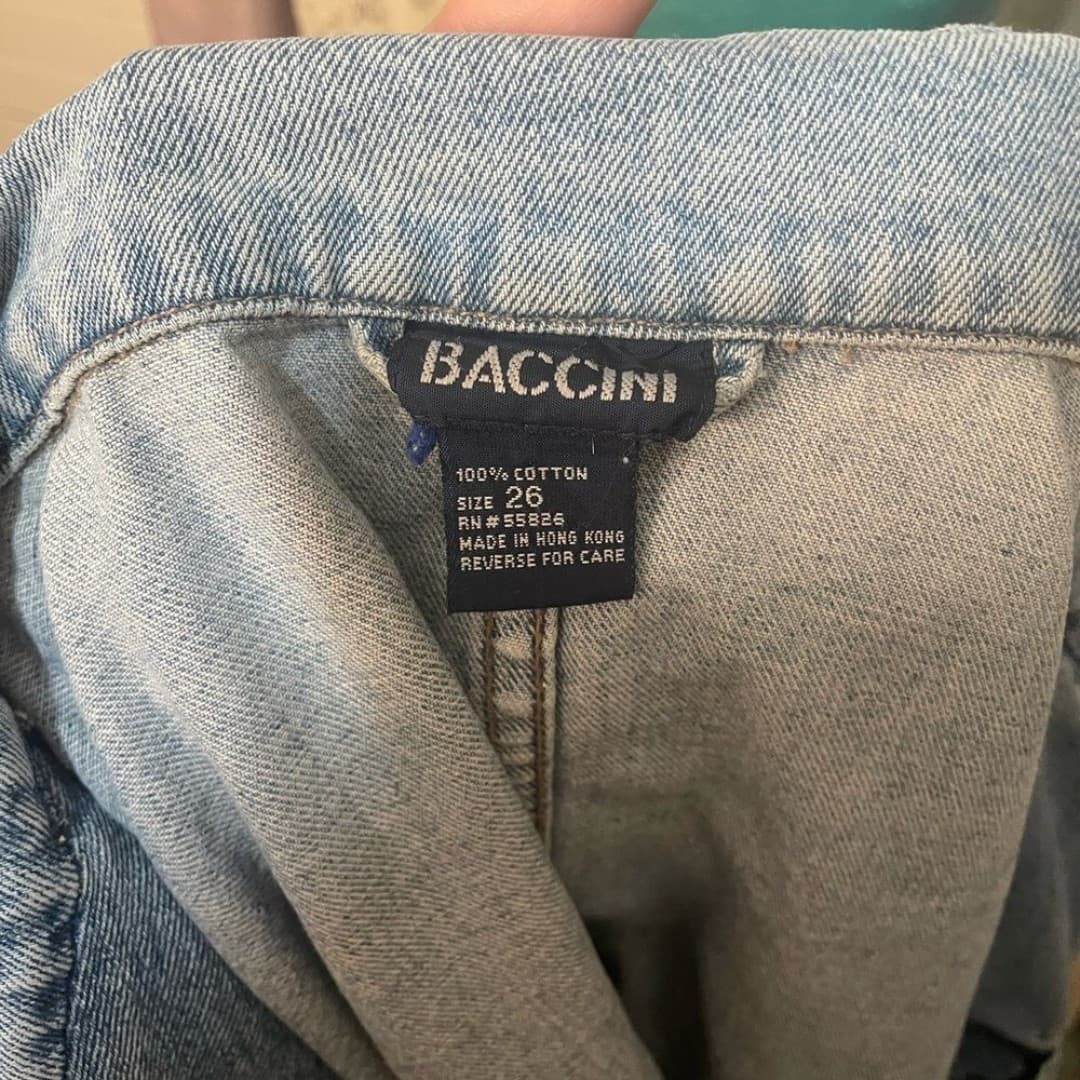 BACCINI
100% COTTON
SIZE 26
RN#55826
MADE IN HONG KONG
REVERSE FOR CARE